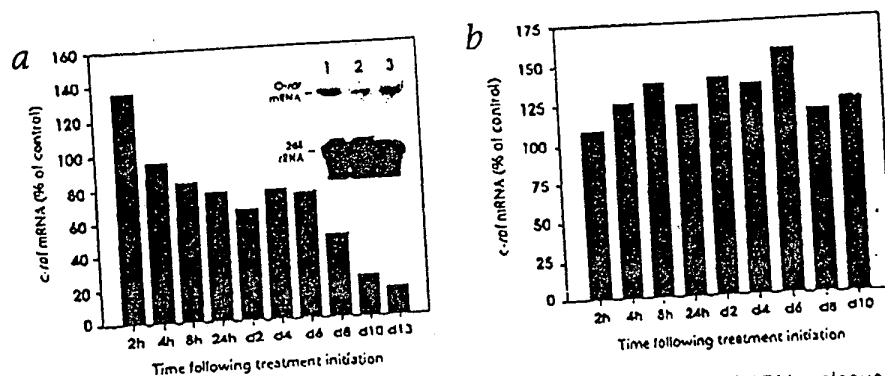 a
c-raf mRNA (% of control)
160
140
120
100
80
60
40
20
0
1 2 3
C-raf
mRNA
28S
rRNA
2h 4h 8h 24h d2 d4 d6 d8 d10 d13
Time following treatment initiation
b
c-raf mRNA (% of control)
175
150
125
100
75
50
25
0
2h 4h 8h 24h d2 d4 d6 d8 d10
Time following treatment initiation